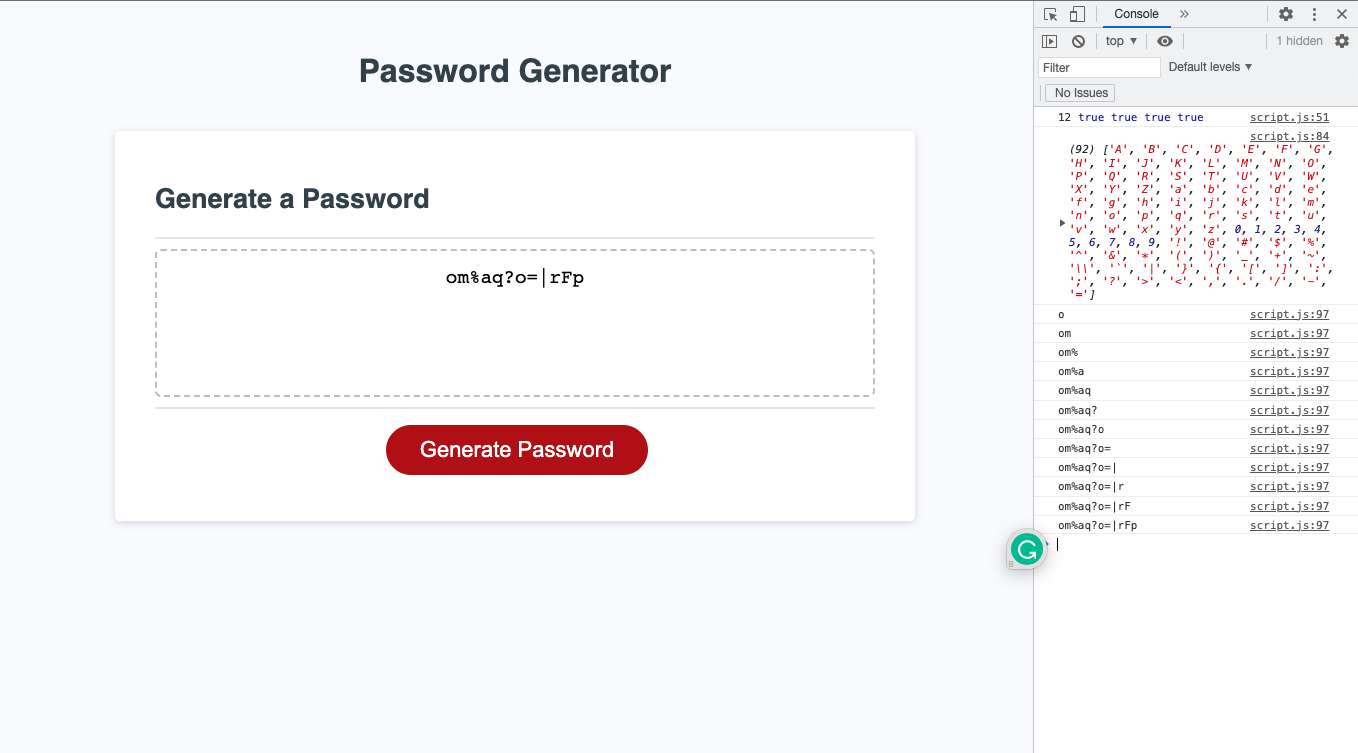 Password Generator
Generate a Password
om%aq?o=|rFp
Generate Password
Console
top ▼
1 hidden
Filter
Default levels ▼
No Issues
12 true true true true script.js:51
script.js:84
(92) ['A', 'B', 'C', 'D', 'E', 'F', 'G',
'H', 'I', 'J', 'K', 'L', 'M', 'N', 'O',
'P', 'Q', 'R', 'S', 'T', 'U', 'V', 'W',
'X', 'Y', 'Z', 'a', 'b', 'c', 'd', 'e',
'f', 'g', 'h', 'i', 'j', 'k', 'l', 'm',
'n', 'o', 'p', 'q', 'r', 's', 't', 'u',
'v', 'w', 'x', 'y', 'z', 0, 1, 2, 3, 4,
5, 6, 7, 8, 9, '!', '@', '#', '$', '%',
'^', '&', '*', '(', ')', '_', '+', '~',
'\\', '`', '|', '}', '{', '[', ']', ':',
';', '?', '>', '<', ',', '.', '/', '-',
'=']
o script.js:97
om script.js:97
om% script.js:97
om%a script.js:97
om%aq script.js:97
om%aq? script.js:97
om%aq?o script.js:97
om%aq?o= script.js:97
om%aq?o=| script.js:97
om%aq?o=|r script.js:97
om%aq?o=|rF script.js:97
om%aq?o=|rFp script.js:97